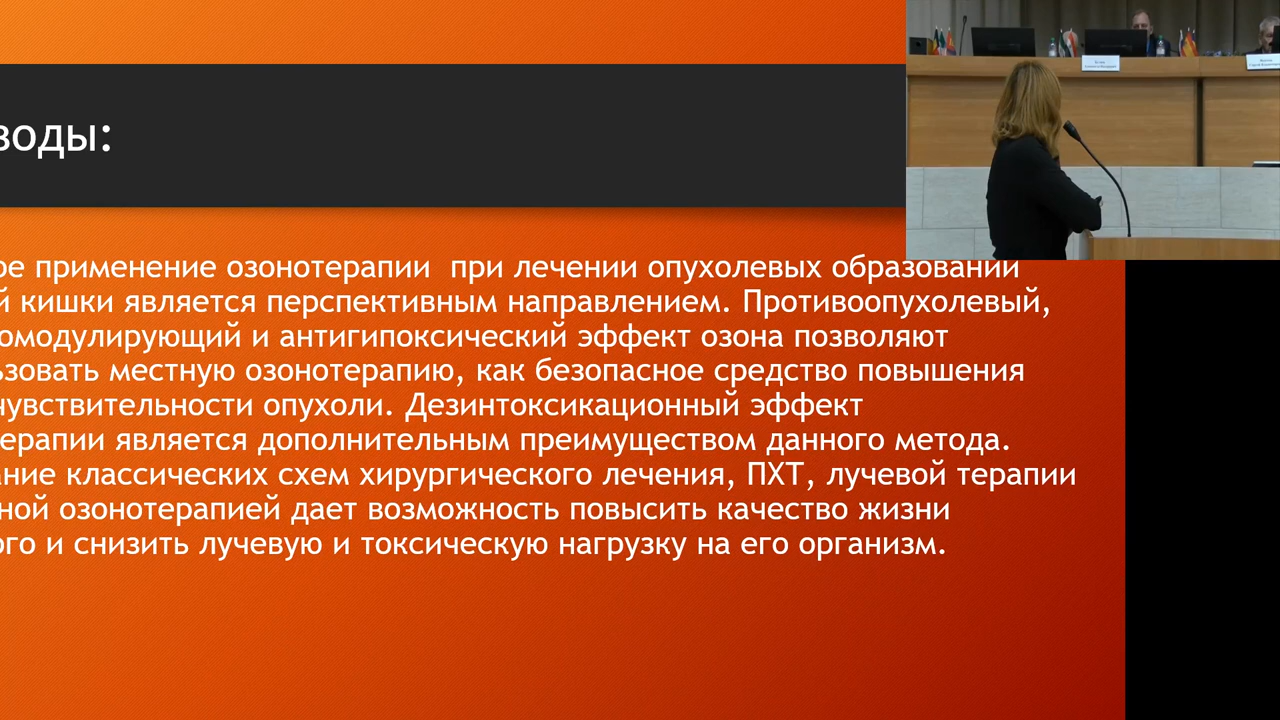 воды:
ре применение озонотерапии при лечении опухолевых образований
й кишки является перспективным направлением. Противоопухолевый,
омодулирующий и антигипоксический эффект озона позволяют
ьзовать местную озонотерапию, как безопасное средство повышения
чувствительности опухоли. Дезинтоксикационный эффект
ерапии является дополнительным преимуществом данного метода.
ание классических схем хирургического лечения, ПХТ, лучевой терапии
ной озонотерапией дает возможность повысить качество жизни
ого и снизить лучевую и токсическую нагрузку на его организм.